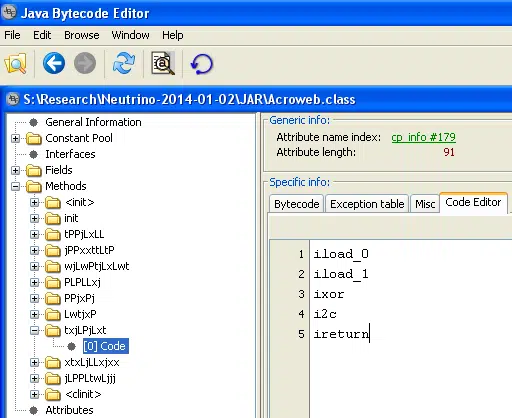 Java Bytecode Editor
File Edit Browse Window Help
S:\Research\Neutrino-2014-01-02\JAR\Acroweb.class
General Information
Constant Pool
Interfaces
Fields
Methods
<init>
init
tPPjLxLL
jPPxxttLtP
wjLwPtjLxLwt
PLPLLxj
PPjxPj
LwtjxP
txjLPjLxt
[0] Code
xtxLjLLxjxx
jLPPLtwLjjj
<clinit>
Attributes
Generic info:
Attribute name index: cp_info #179
Attribute length: 91
Specific info:
Bytecode Exception table Misc Code Editor
1 iload_0
2 iload_1
3 ixor
4 i2c
5 ireturn